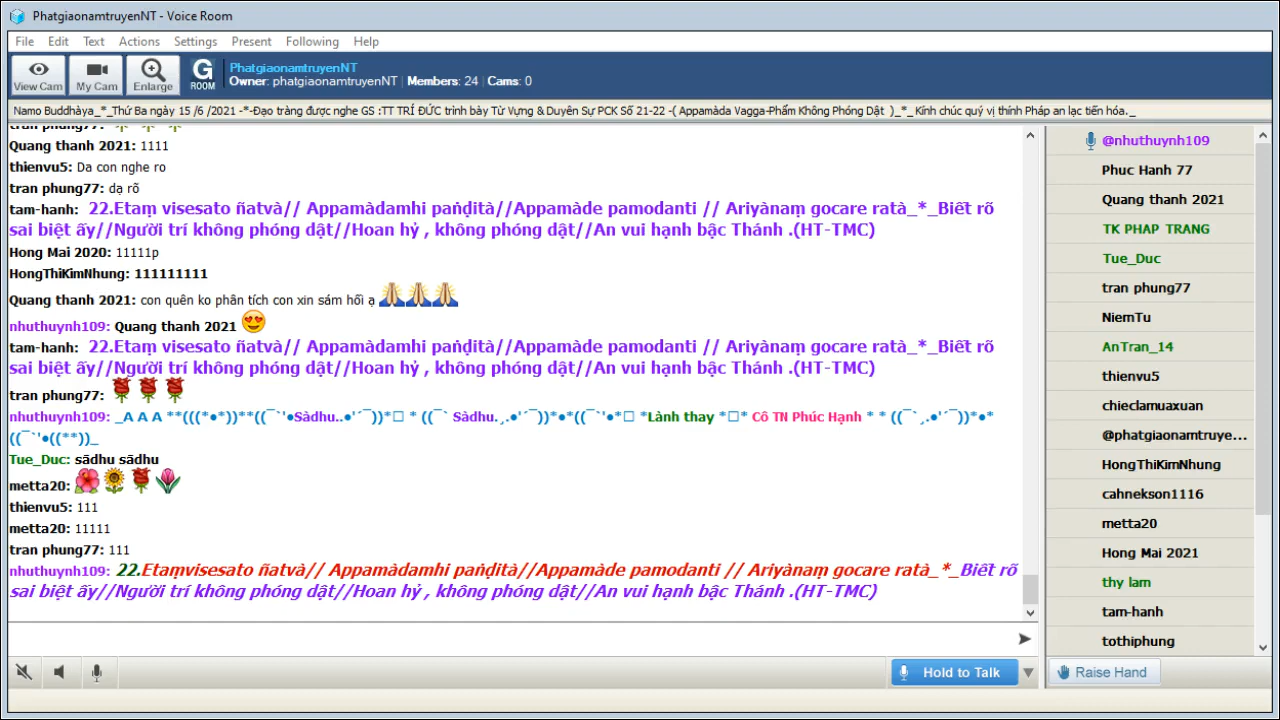 PhatgiaonamtruyenNT - Voice Room
File Edit Text Actions Settings Present Following Help
View Cam My Cam Enlarge G ROOM
PhatgiaonamtruyenNT
Owner: phatgiaonamtruyenNT | Members: 24 | Cams: 0
Namo Buddhàya_*_Thứ Ba ngày 15 /6 /2021 -*-Đạo tràng được nghe GS :TT TRÍ ĐỨC trình bày Từ Vựng & Duyên Sự PCK Số 21-22 -( Appamàda Vagga-Phẩm Không Phóng Dật )_*_ Kính chúc quý vị thính Pháp an lạc tiến hóa._
tran phung77:
Quang thanh 2021: 1111
thienvu5: Da con nghe ro
tran phung77: dạ rõ
tam-hanh: 22.Etaṃ visesato ñatvà// Appamàdamhi paṅḍità//Appamàde pamodanti // Ariyànaṃ gocare ratà_*_Biết rõ
sai biệt ấy//Người trí không phóng dật//Hoan hỷ , không phóng dật//An vui hạnh bậc Thánh .(HT-TMC)
Hong Mai 2020: 11111p
HongThiKimNhung: 111111111
Quang thanh 2021: con quên ko phân tích con xin sám hối ạ
nhuthuynh109: Quang thanh 2021
tam-hanh: 22.Etaṃ visesato ñatvà// Appamàdamhi paṅḍità//Appamàde pamodanti // Ariyànaṃ gocare ratà_*_Biết rõ
sai biệt ấy//Người trí không phóng dật//Hoan hỷ , không phóng dật//An vui hạnh bậc Thánh .(HT-TMC)
tran phung77:
nhuthuynh109: _A A A **(((*•*))**((¯`'•Sàdhu..•'´¯))*•*□ * ((¯` Sàdhu.¸.•'´¯))*•*((¯`'•*□ *Lành thay *□* Cô TN Phúc Hạnh * * ((¯`¸.•'´¯))*•*
((¯`'•((**))_
Tue_Duc: sādhu sādhu
metta20:
thienvu5: 111
metta20: 11111
tran phung77: 111
nhuthuynh109: 22.Etaṃvisesato ñatvà// Appamàdamhi paṅḍità//Appamàde pamodanti // Ariyànaṃ gocare ratà_*_Biết rõ
sai biệt ấy//Người trí không phóng dật//Hoan hỷ , không phóng dật//An vui hạnh bậc Thánh .(HT-TMC)
Hold to Talk
@nhuthuynh109
Phuc Hanh 77
Quang thanh 2021
TK PHAP TRANG
Tue_Duc
tran phung77
NiemTu
AnTran_14
thienvu5
chieclamuaxuan
@phatgiaonamtruye...
HongThiKimNhung
cahnekson1116
metta20
Hong Mai 2021
thy lam
tam-hanh
tothiphung
Raise Hand